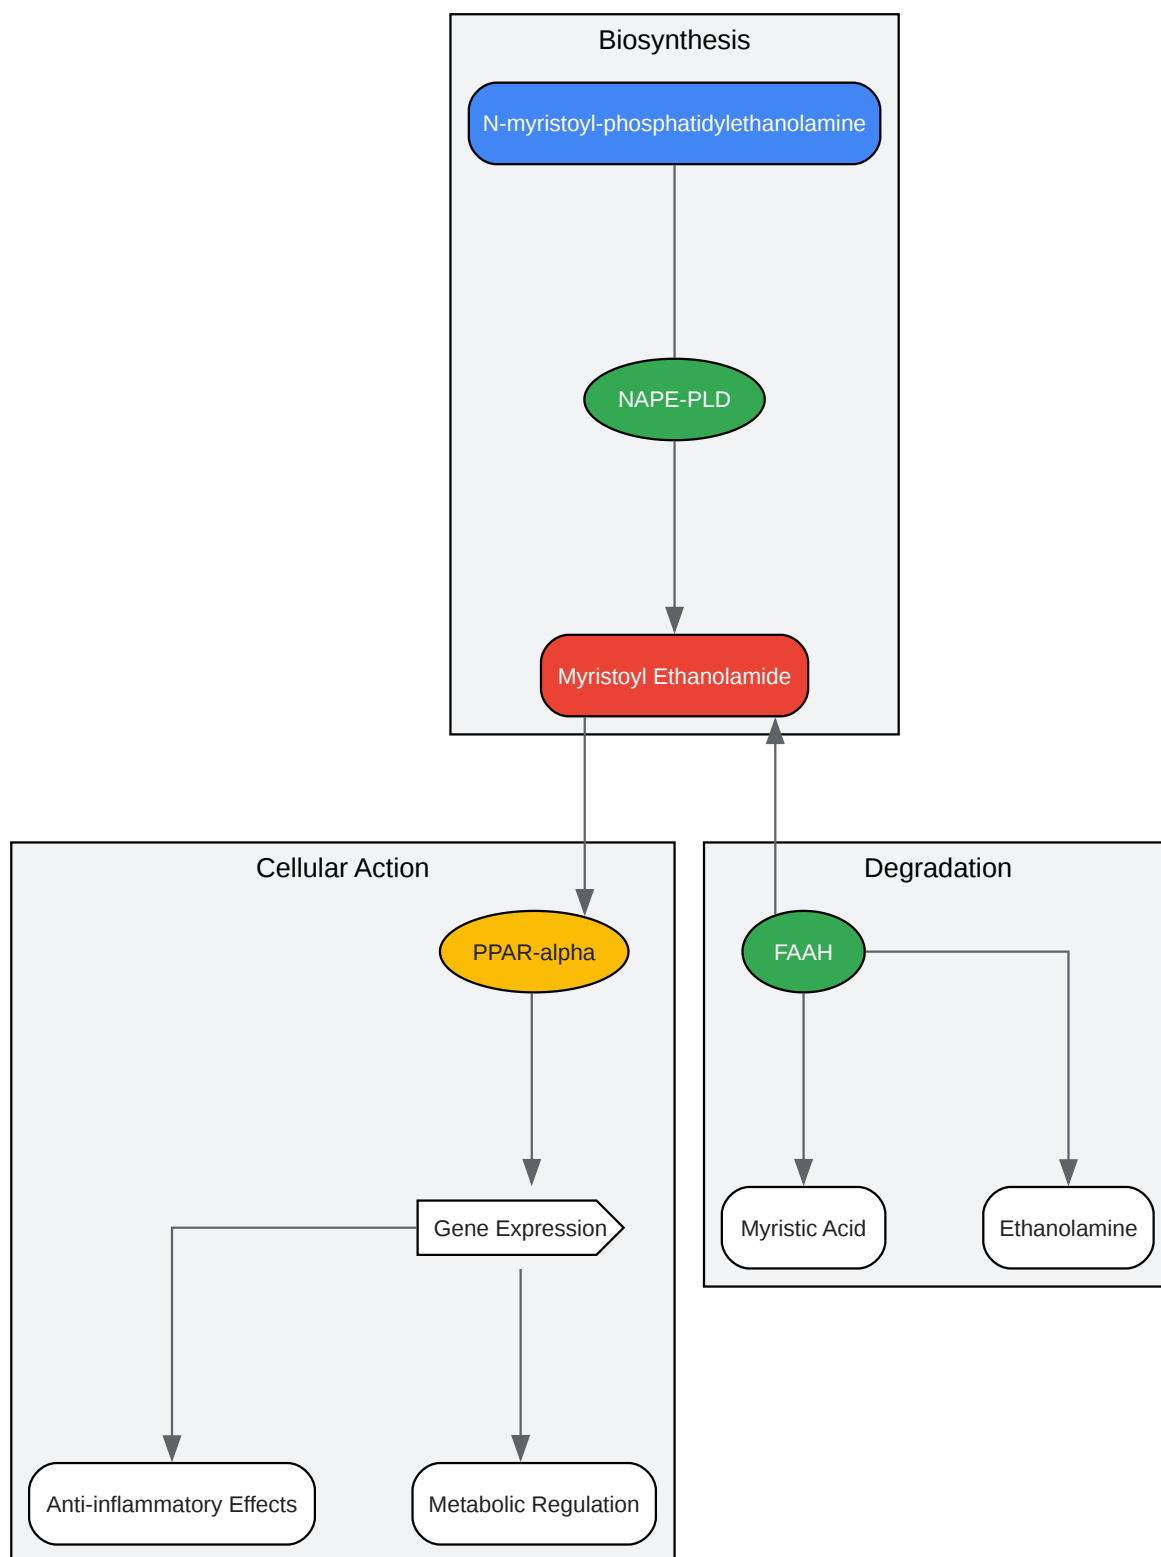 Biosynthesis
N-myristoyl-phosphatidylethanolamine
NAPE-PLD
Myristoyl Ethanolamide
Cellular Action
PPAR-alpha
Gene Expression
Anti-inflammatory Effects
Metabolic Regulation
Degradation
FAAH
Myristic Acid
Ethanolamine